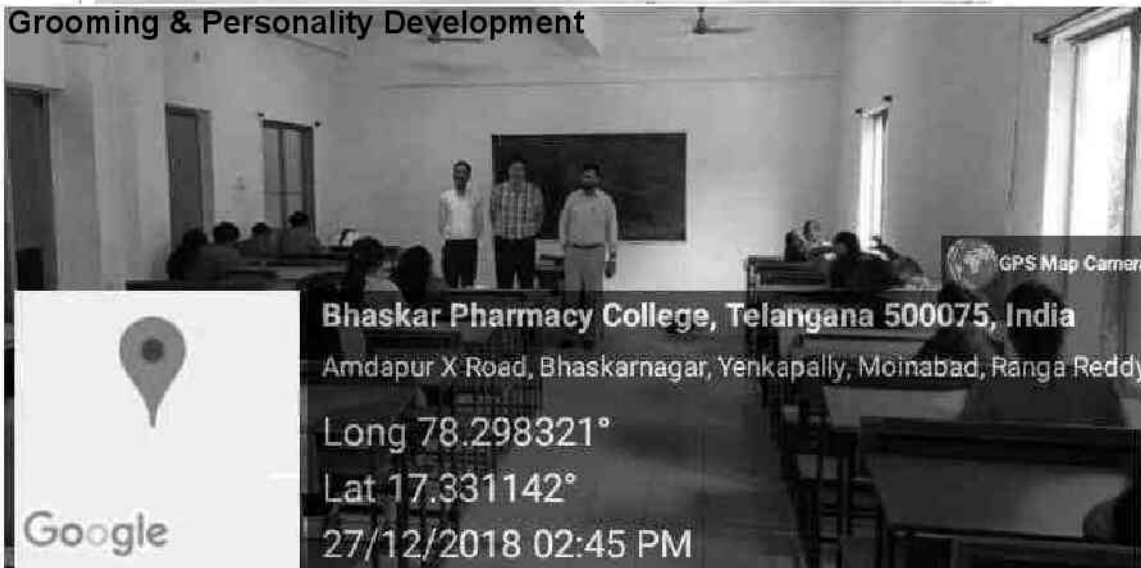 Grooming & Personality Development
GPS Map Camera
Bhaskar Pharmacy College, Telangana 500075, India
Amdapur X Road, Bhaskarnagar, Yenkapally, Moinabad, Ranga Reddy
Long 78.298321°
Lat 17.331142°
27/12/2018 02:45 PM
Google